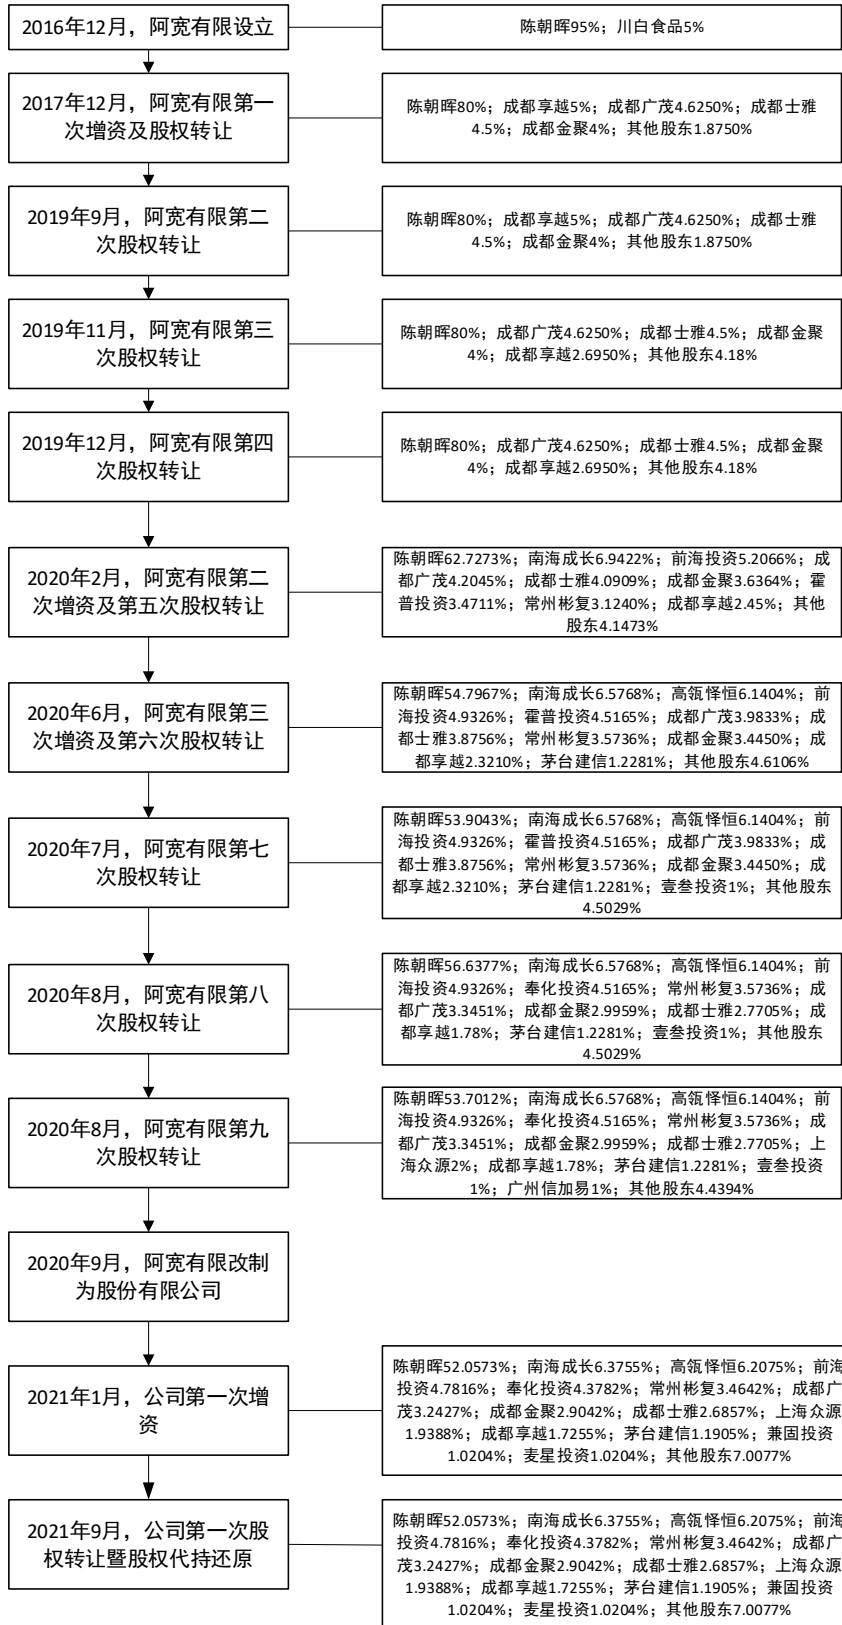 2016年12月，阿宽有限设立
陈朝晖95%；川白食品5%
2017年12月，阿宽有限第一
次增资及股权转让
陈朝晖80%；成都享越5%；成都广茂4.6250%；成都士雅
4.5%；成都金聚4%；其他股东1.8750%
2019年9月，阿宽有限第二
次股权转让
陈朝晖80%；成都享越5%；成都广茂4.6250%；成都士雅
4.5%；成都金聚4%；其他股东1.8750%
2019年11月，阿宽有限第三
次股权转让
陈朝晖80%；成都广茂4.6250%；成都士雅4.5%；成都金聚
4%；成都享越2.6950%；其他股东4.18%
2019年12月，阿宽有限第四
次股权转让
陈朝晖80%；成都广茂4.6250%；成都士雅4.5%；成都金聚
4%；成都享越2.6950%；其他股东4.18%
2020年2月，阿宽有限第二
次增资及第五次股权转让
陈朝晖62.7273%；南海成长6.9422%；前海投资5.2066%；成
都广茂4.2045%；成都士雅4.0909%；成都金聚3.6364%；霍
普投资3.4711%；常州彬复3.1240%；成都享越2.45%；其他
股东4.1473%
2020年6月，阿宽有限第三
次增资及第六次股权转让
陈朝晖54.7967%；南海成长6.5768%；高瓴怿恒6.1404%；前
海投资4.9326%；霍普投资4.5165%；成都广茂3.9833%；成
都士雅3.8756%；常州彬复3.5736%；成都金聚3.4450%；成
都享越2.3210%；茅台建信1.2281%；其他股东4.6106%
2020年7月，阿宽有限第七
次股权转让
陈朝晖53.9043%；南海成长6.5768%；高瓴怿恒6.1404%；前
海投资4.9326%；霍普投资4.5165%；成都广茂3.9833%；成
都士雅3.8756%；常州彬复3.5736%；成都金聚3.4450%；成
都享越2.3210%；茅台建信1.2281%；壹叁投资1%；其他股东
4.5029%
2020年8月，阿宽有限第八
次股权转让
陈朝晖56.6377%；南海成长6.5768%；高瓴怿恒6.1404%；前
海投资4.9326%；奉化投资4.5165%；常州彬复3.5736%；成
都广茂3.3451%；成都金聚2.9959%；成都士雅2.7705%；成
都享越1.78%；茅台建信1.2281%；壹叁投资1%；其他股东
4.5029%
2020年8月，阿宽有限第九
次股权转让
陈朝晖53.7012%；南海成长6.5768%；高瓴怿恒6.1404%；前
海投资4.9326%；奉化投资4.5165%；常州彬复3.5736%；成
都广茂3.3451%；成都金聚2.9959%；成都士雅2.7705%；上
海众源2%；成都享越1.78%；茅台建信1.2281%；壹叁投资
1%；广州信加易1%；其他股东4.4394%
2020年9月，阿宽有限改制
为股份有限公司
2021年1月，公司第一次增
资
陈朝晖52.0573%；南海成长6.3755%；高瓴怿恒6.2075%；前海
投资4.7816%；奉化投资4.3782%；常州彬复3.4642%；成都广
茂3.2427%；成都金聚2.9042%；成都士雅2.6857%；上海众源
1.9388%；成都享越1.7255%；茅台建信1.1905%；兼固投资
1.0204%；麦星投资1.0204%；其他股东7.0077%
2021年9月，公司第一次股
权转让暨股权代持还原
陈朝晖52.0573%；南海成长6.3755%；高瓴怿恒6.2075%；前海
投资4.7816%；奉化投资4.3782%；常州彬复3.4642%；成都广
茂3.2427%；成都金聚2.9042%；成都士雅2.6857%；上海众源
1.9388%；成都享越1.7255%；茅台建信1.1905%；兼固投资
1.0204%；麦星投资1.0204%；其他股东7.0077%